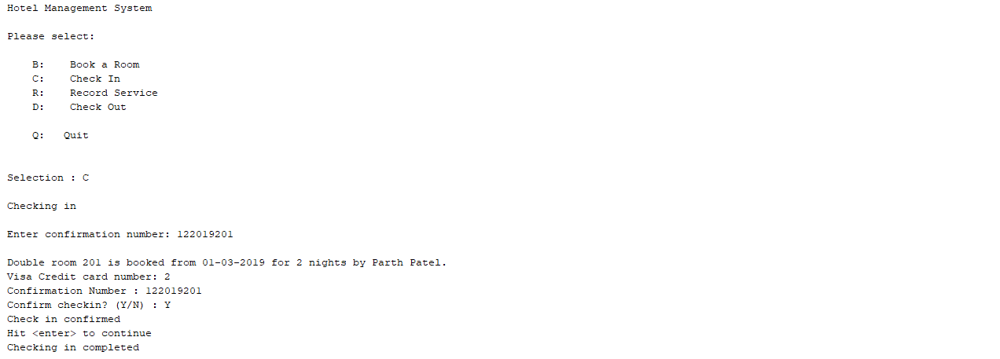 Hotel Management System
Please select:
B: Book a Room
C: Check In
R: Record Service
D: Check Out
Q: Quit
Selection : C
Checking in
Enter confirmation number: 122019201
Double room 201 is booked from 01-03-2019 for 2 nights by Parth Patel.
Visa Credit card number: 2
Confirmation Number : 122019201
Confirm checkin? (Y/N) : Y
Check in confirmed
Hit <enter> to continue
Checking in completed